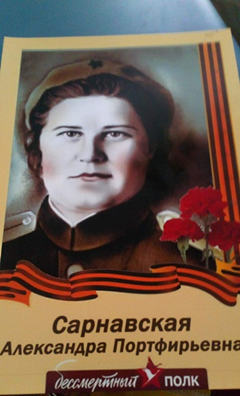 Сарнавская
Александра Портфирьевна
бессмертный ПОЛК